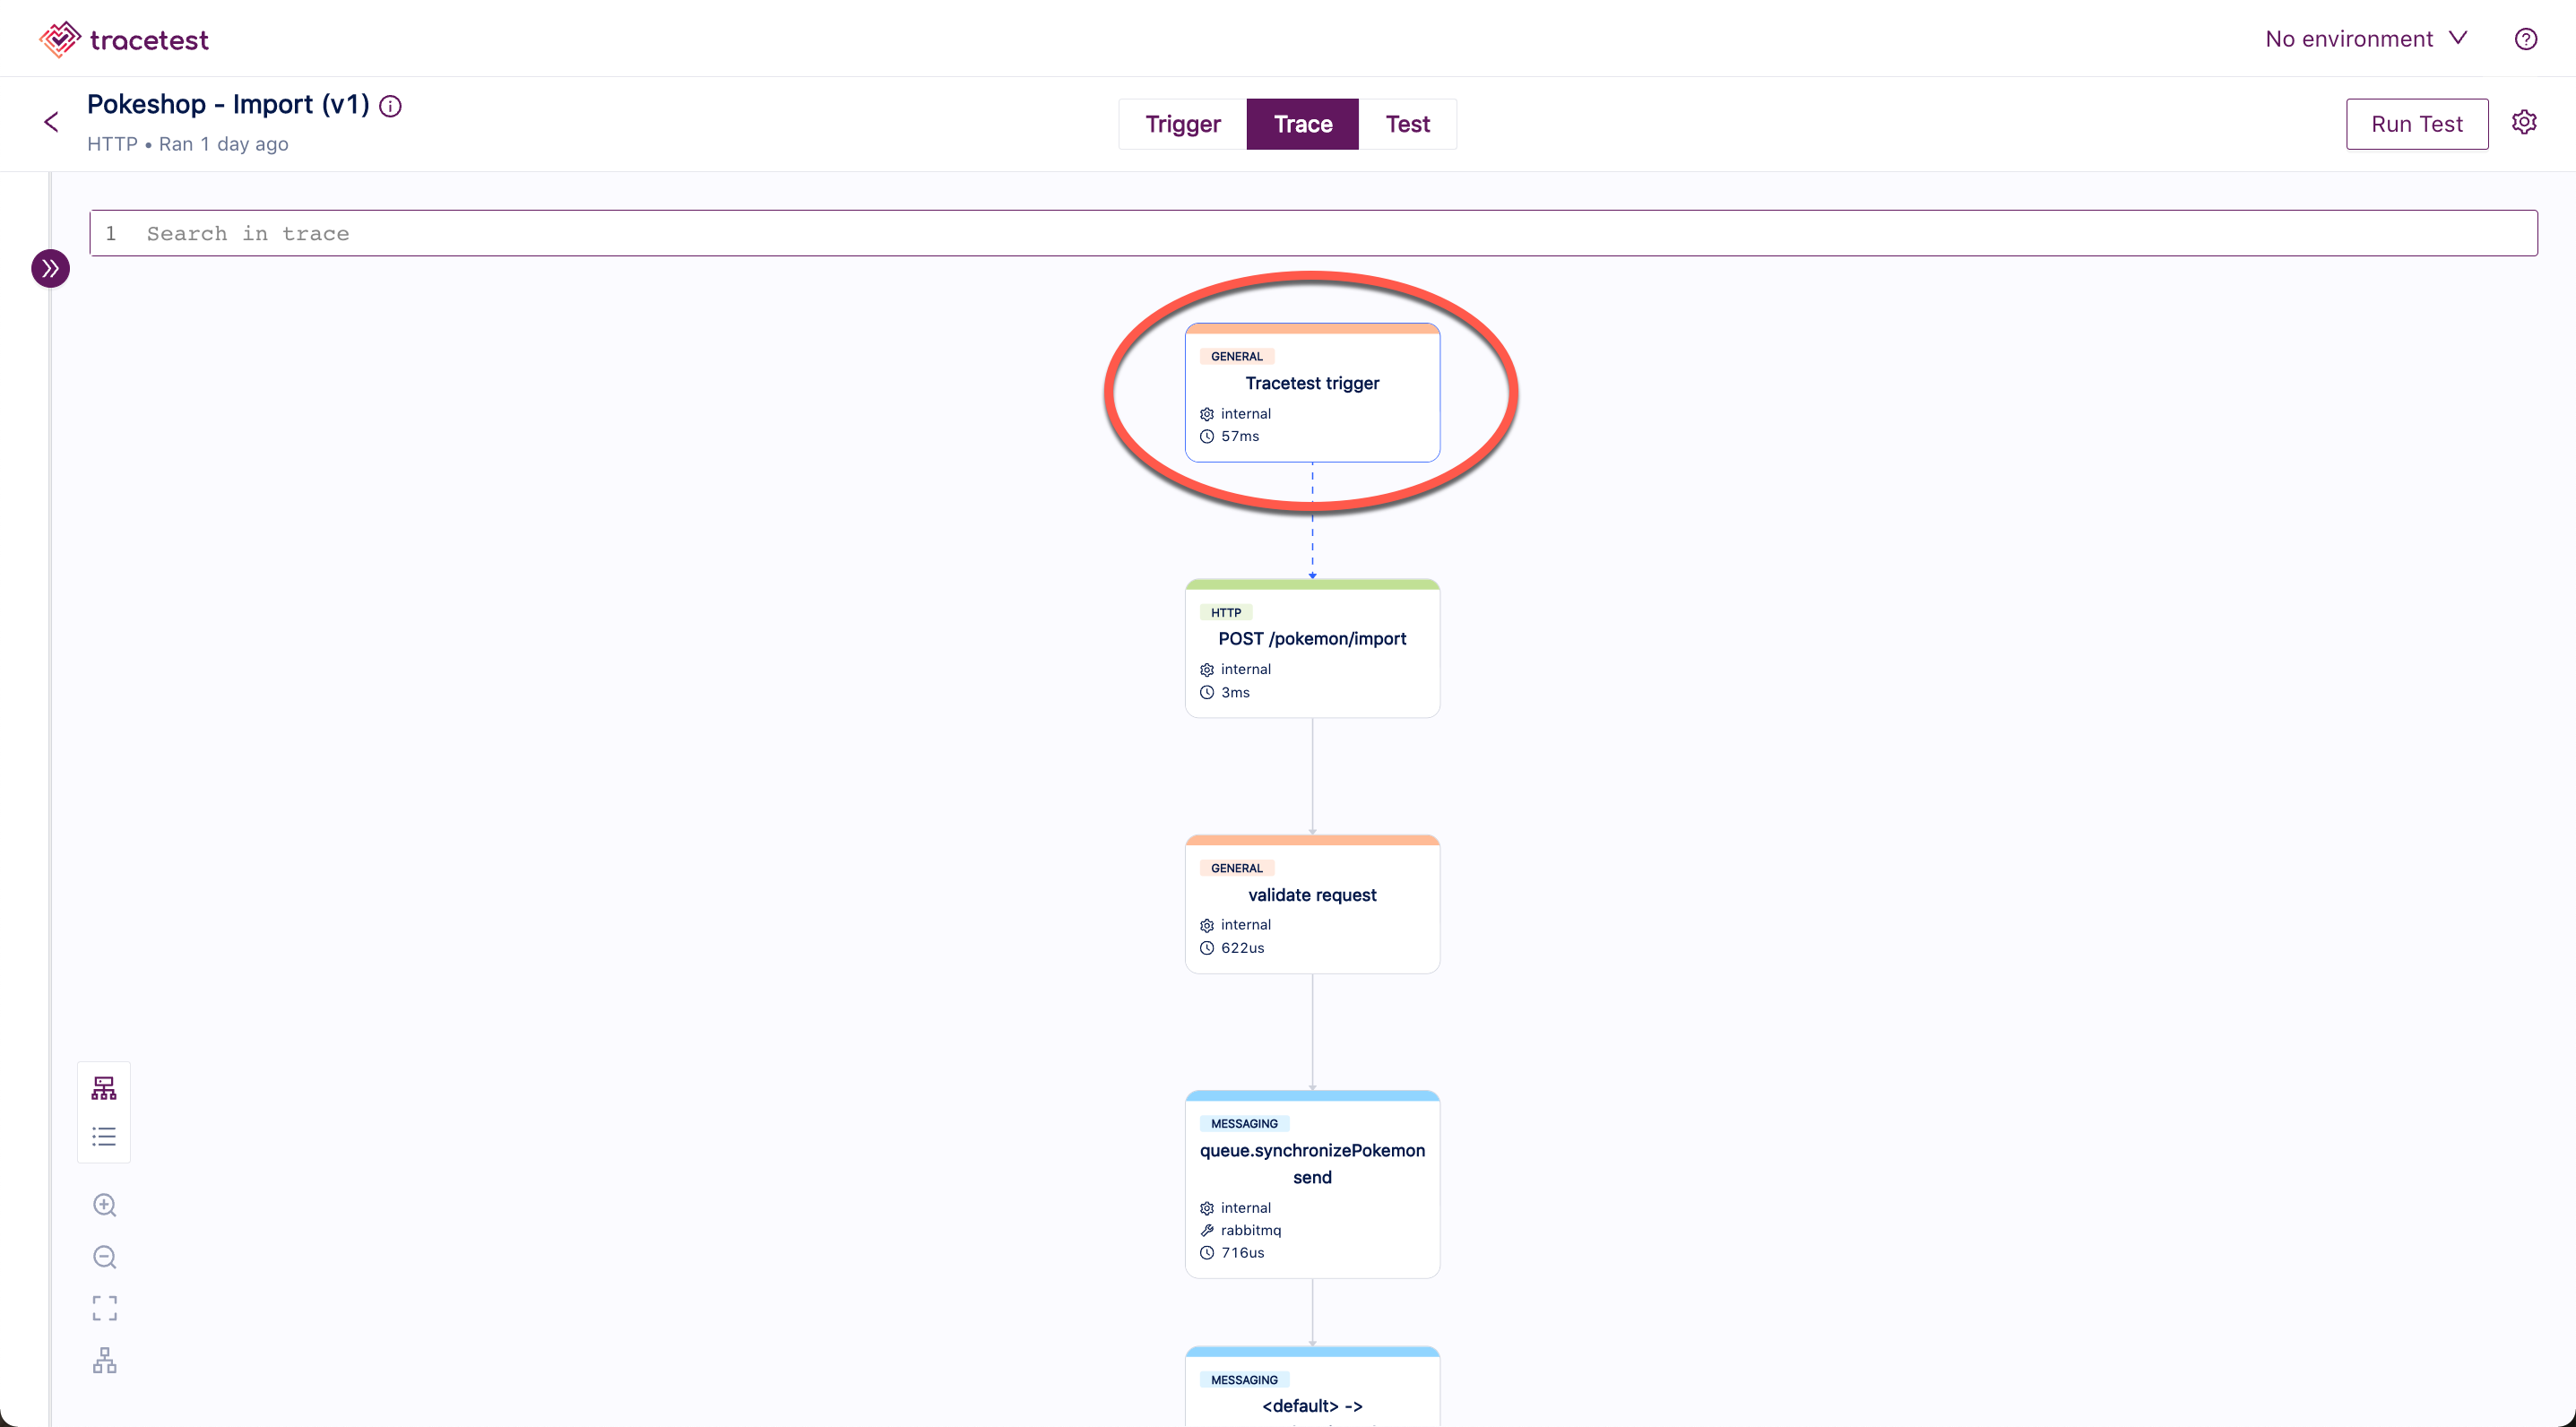 tracetest
No environment
Pokeshop - Import (v1)
HTTP • Ran 1 day ago
Trigger
Trace
Test
Run Test
1 Search in trace
GENERAL
Tracetest trigger
internal
57ms
HTTP
POST /pokemon/import
internal
3ms
GENERAL
validate request
internal
622us
MESSAGING
queue.synchronizePokemon
send
internal
rabbitmq
716us
MESSAGING
<default> ->